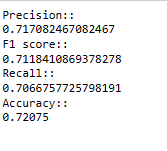 Precision::
0.717082467082467
F1 score::
0.7118410869378278
Recall::
0.7066757725798191
Accuracy::
0.72075